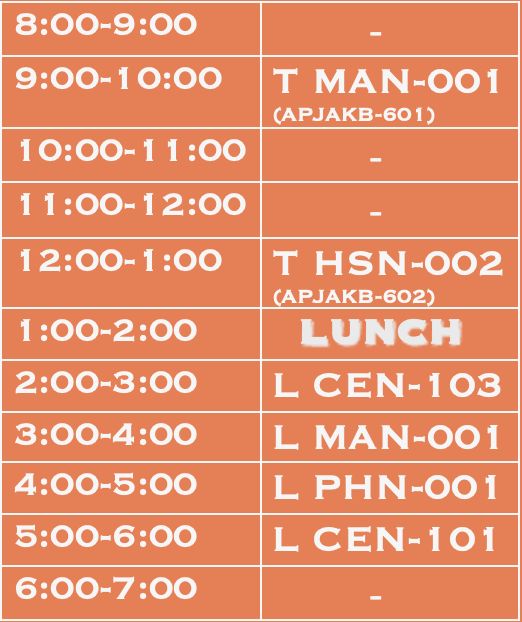 8:00-9:00 -
9:00-10:00 T MAN-001
(APJAKB-601)
10:00-11:00 -
11:00-12:00 -
12:00-1:00 T HSN-002
(APJAKB-602)
1:00-2:00 LUNCH
2:00-3:00 L CEN-103
3:00-4:00 L MAN-001
4:00-5:00 L PHN-001
5:00-6:00 L CEN-101
6:00-7:00 -